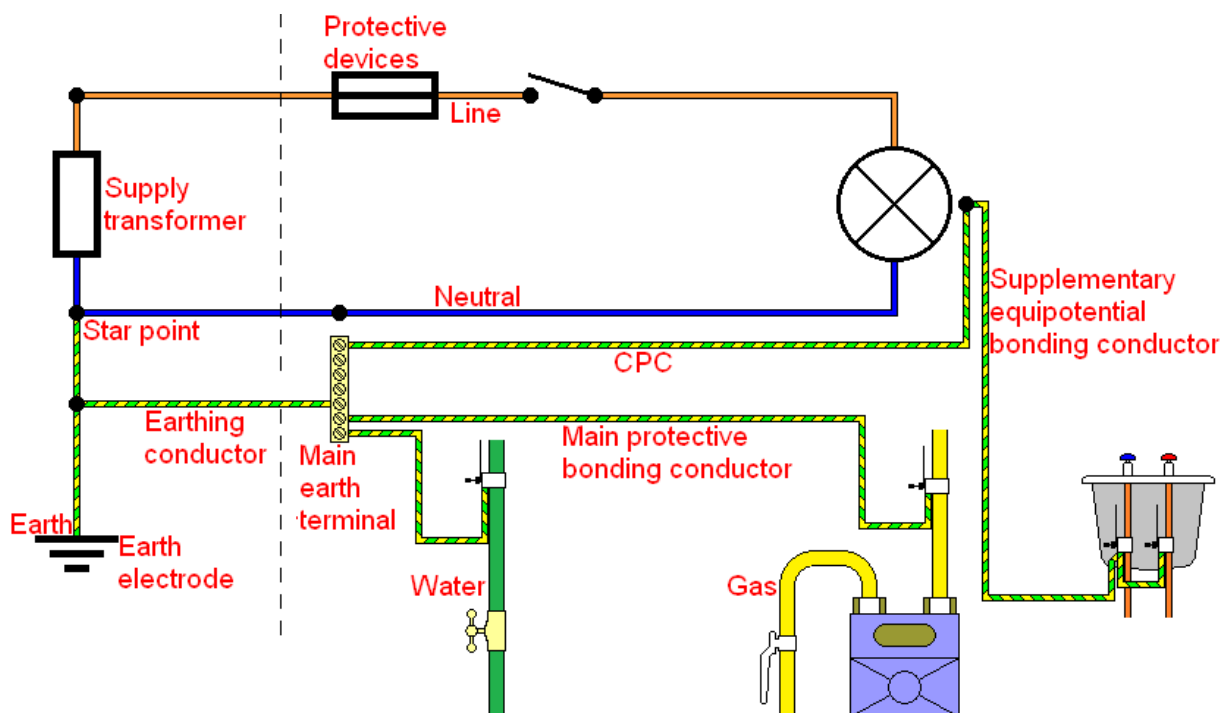 Protective
devices
Line
Supply
transformer
Neutral
Star point
Supplementary
equipotential
bonding conductor
CPC
Earthing
conductor
Main
earth
terminal
Main protective
bonding conductor
Earth
Earth
electrode
Water
Gas